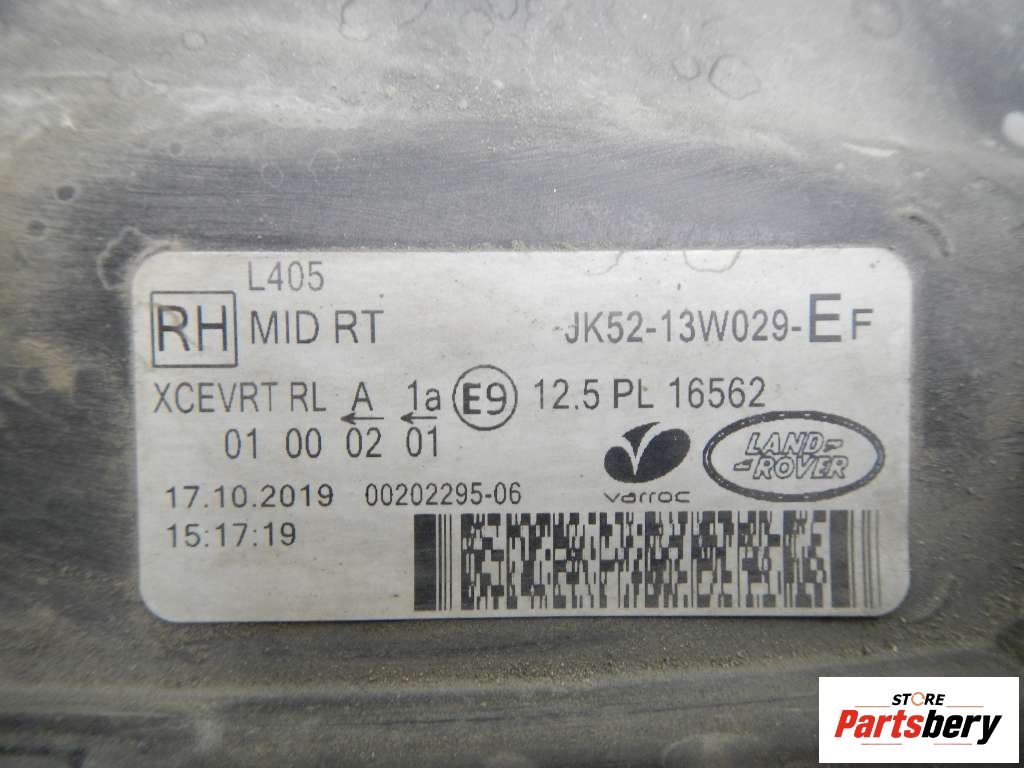 L405
RH MID RT JK52-13W029-EF
XCEVRT RL A 1a E9 12.5 PL 16562
01 00 02 01
varroc
LAND-
-ROVER
17.10.2019 00202295-06
15:17:19
STORE
Partsbery